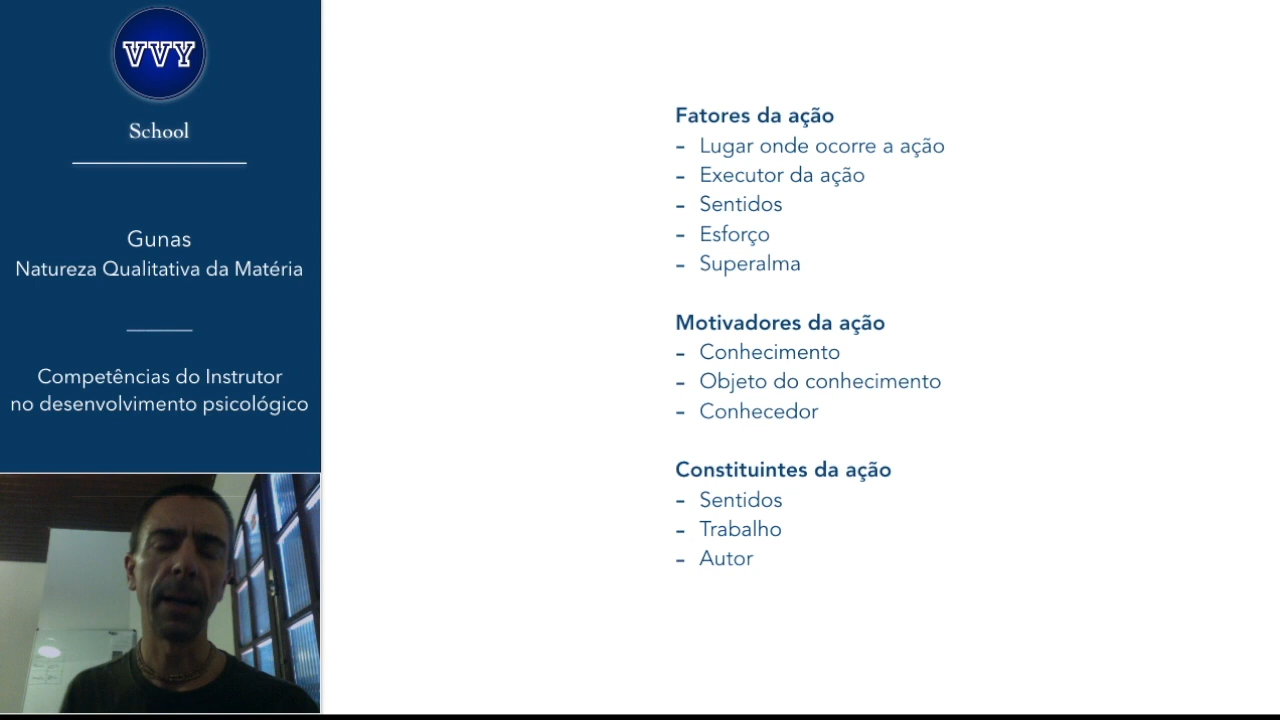 VVY
School
Gunas
Natureza Qualitativa da Matéria
Competências do Instrutor
no desenvolvimento psicológico
Fatores da ação
- Lugar onde ocorre a ação
- Executor da ação
- Sentidos
- Esforço
- Superalma
Motivadores da ação
- Conhecimento
- Objeto do conhecimento
- Conhecedor
Constituintes da ação
- Sentidos
- Trabalho
- Autor